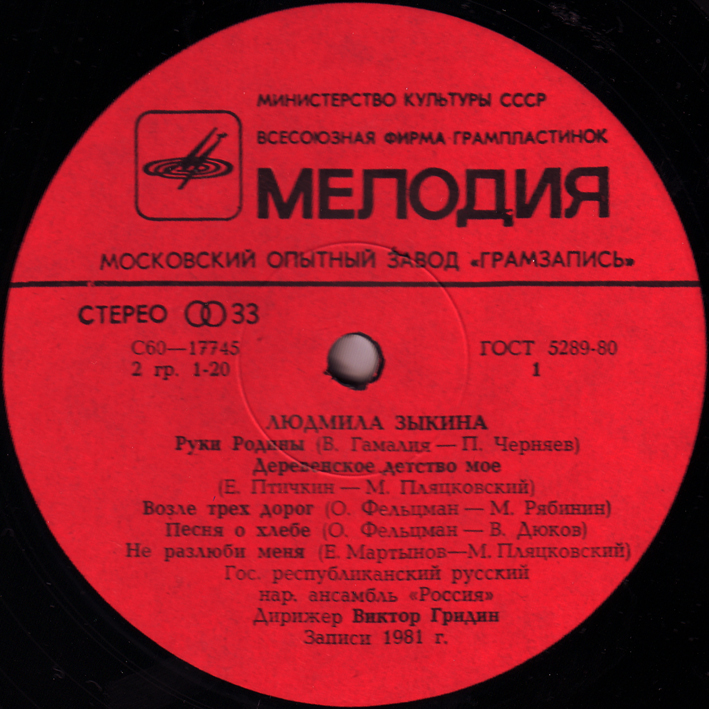 МИНИСТЕРСТВО КУЛЬТУРЫ СССР
ВСЕСОЮЗНАЯ ФИРМА ГРАМПЛАСТИНОК
МЕЛОДИЯ
МОСКОВСКИЙ ОПЫТНЫЙ ЗАВОД «ГРАМЗАПИСЬ»
СТЕРЕО 33
С60—17745 ГОСТ 5289-80
2 гр. 1-20 1
ЛЮДМИЛА ЗЫКИНА
Руки Родины (В. Гамалия — П. Черняев)
Деревенское детство мое
(Е. Птичкин — М. Пляцковский)
Возле трех дорог (О. Фельцман — М. Рябинин)
Песня о хлебе (О. Фельцман — В. Дюков)
Не разлюби меня (Е. Мартынов—М. Пляцковский)
Гос. республиканский русский
нар. ансамбль «Россия»
Дирижер Виктор Гридин
Записи 1981 г.